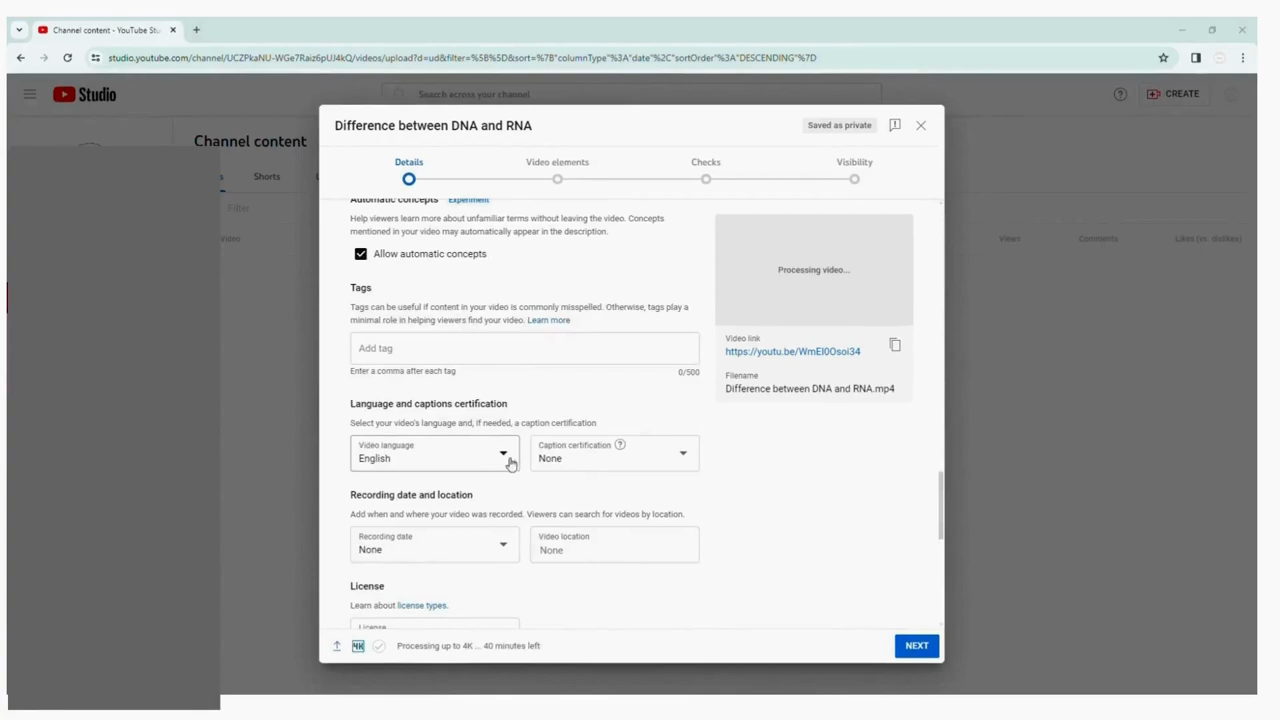 Channel content - YouTube Stu
studio.youtube.com/channel/UCZPkaNU-WGe7Raiz6pUJ4kQ/videos/upload?d=ud&filter=%5B%5D&sort=%7B"columnType"%3A"date"%2C"sortOrder"%3A"DESCENDING"%7D
Studio
Search across your channel
CREATE
Channel content
Shorts
Filter
Views
Comments
Likes (vs. dislikes)
Difference between DNA and RNA
Saved as private
Details
Video elements
Checks
Visibility
Automatic concepts Experiment
Help viewers learn more about unfamiliar terms without leaving the video. Concepts
mentioned in your video may automatically appear in the description.
Allow automatic concepts
Tags
Tags can be useful if content in your video is commonly misspelled. Otherwise, tags play a
minimal role in helping viewers find your video. Learn more
Add tag
Enter a comma after each tag
0/500
Language and captions certification
Select your video's language and, if needed, a caption certification
Video language
English
Caption certification
None
Recording date and location
Add when and where your video was recorded. Viewers can search for videos by location.
Recording date
None
Video location
None
License
Learn about license types.
License
Processing video...
Video link
https://youtu.be/WmEI0Osoi34
Filename
Difference between DNA and RNA.mp4
4K
Processing up to 4K ... 40 minutes left
NEXT